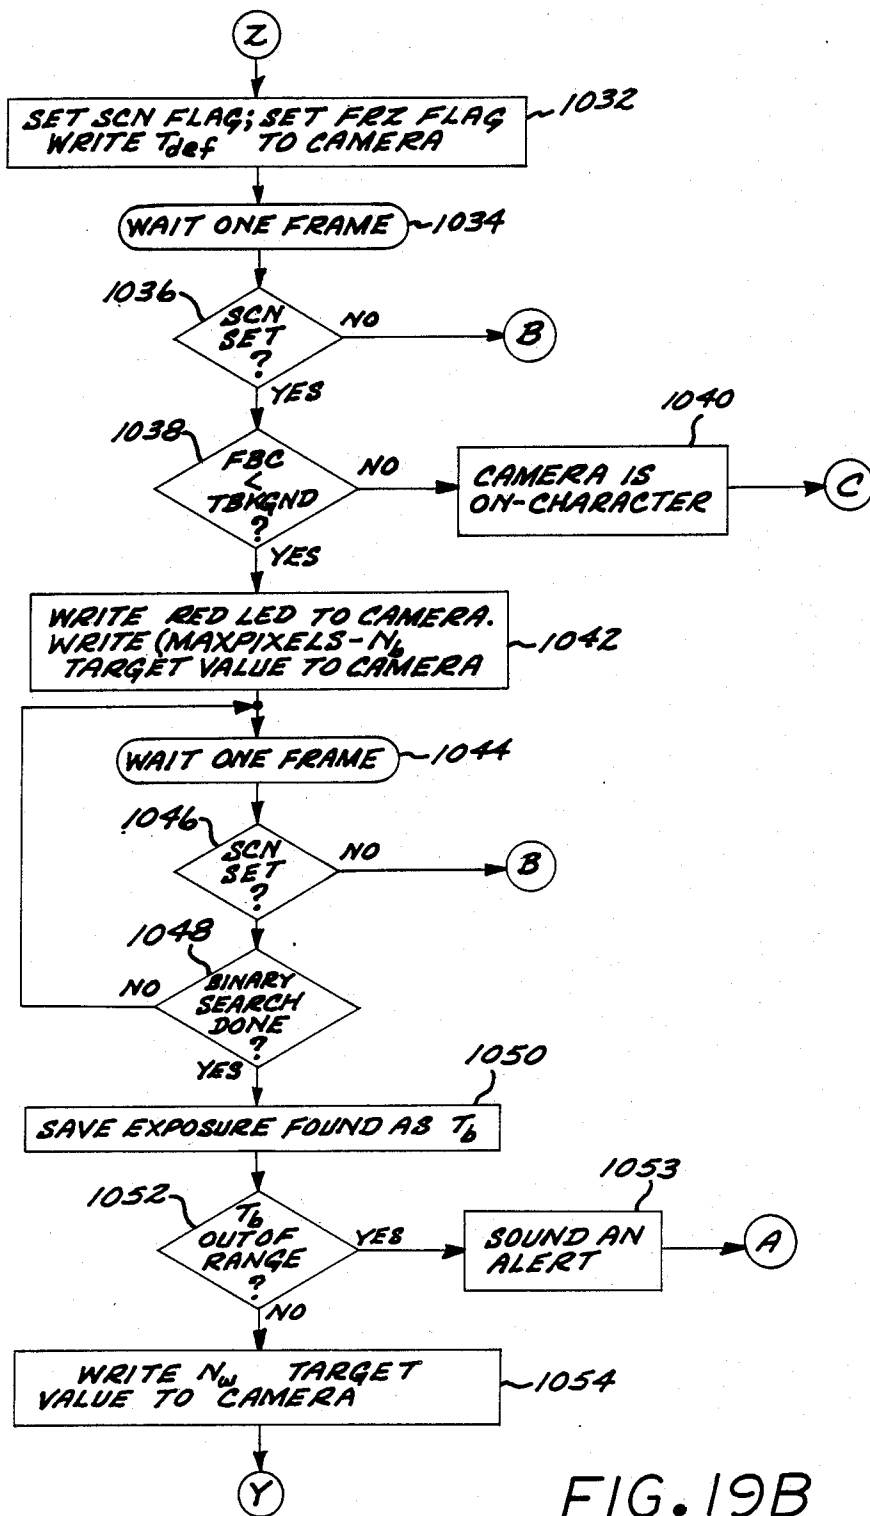 Z
SET SCN FLAG; SET FRZ FLAG
WRITE Tdef TO CAMERA
1032
WAIT ONE FRAME
1034
1036
SCN
SET
?
NO
B
YES
1038
FBC
<
TBKGND
?
NO
1040
CAMERA IS
ON-CHARACTER
C
YES
WRITE RED LED TO CAMERA.
WRITE (MAXPIXELS-Nb
TARGET VALUE TO CAMERA
1042
WAIT ONE FRAME
1044
1046
SCN
SET
?
NO
B
1048
BINARY
SEARCH
DONE
?
NO
YES
1050
SAVE EXPOSURE FOUND AS Tb
1052
Tb
OUT OF
RANGE
?
YES
1053
SOUND AN
ALERT
A
NO
WRITE Nw TARGET
VALUE TO CAMERA
1054
Y
FIG.19B